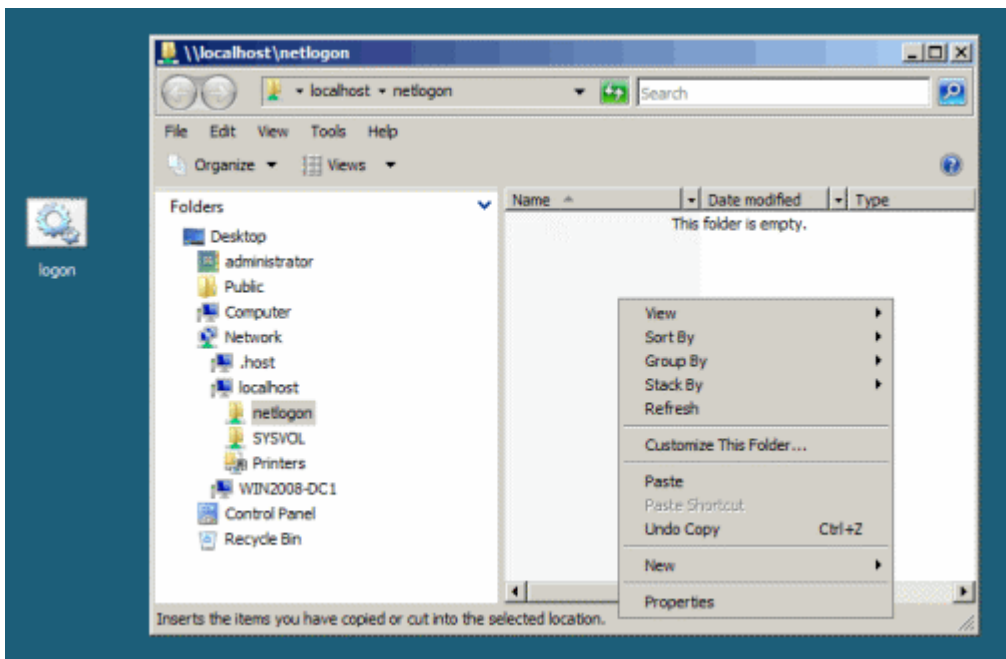 \\localhost\netlogon
localhost netlogon
Search
File Edit View Tools Help
Organize Views
logon
Folders
Desktop
administrator
Public
Computer
Network
.host
localhost
netlogon
SYSVOL
Printers
WIN2008-DC1
Control Panel
Recycle Bin
Name Date modified Type
This folder is empty.
View
Sort By
Group By
Stack By
Refresh
Customize This Folder...
Paste
Paste Shortcut
Undo Copy Ctrl+Z
New
Properties
Inserts the items you have copied or cut into the selected location.